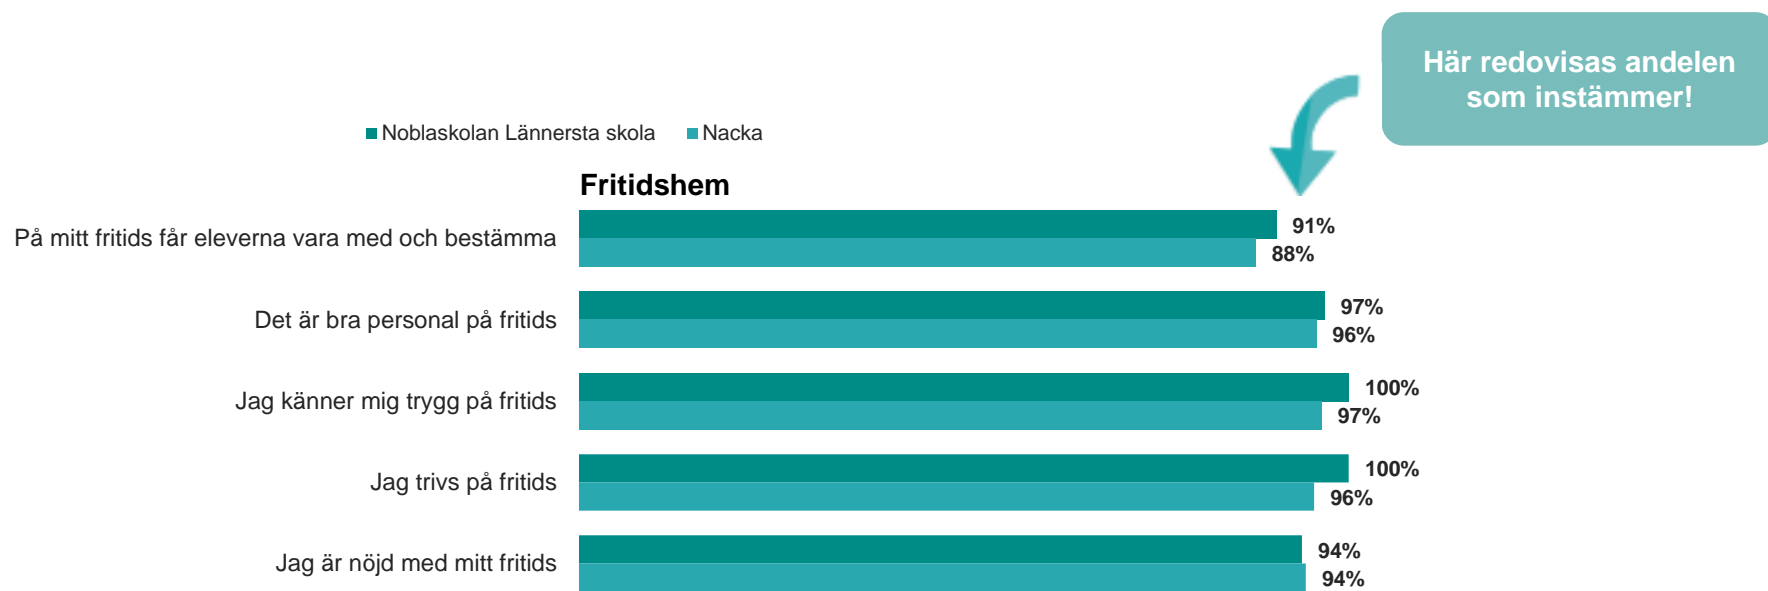 Här redovisas andelen
som instämmer!
Noblaskolan Lännersta skola Nacka
Fritidshem
På mitt fritids får eleverna vara med och bestämma
91%
88%
Det är bra personal på fritids
97%
96%
Jag känner mig trygg på fritids
100%
97%
Jag trivs på fritids
100%
96%
Jag är nöjd med mitt fritids
94%
94%